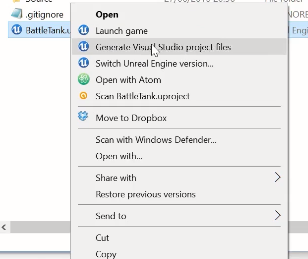 .gitignore
BattleTank.u
Open
Launch game
Generate Visual Studio project files
Switch Unreal Engine version...
Open with Atom
Scan BattleTank.uproject
Move to Dropbox
Scan with Windows Defender...
Open with...
Share with
Restore previous versions
Send to
Cut
Copy